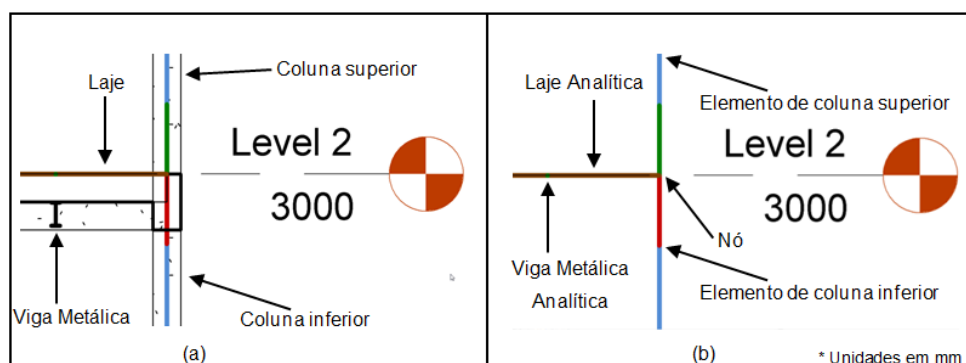 Laje
Coluna superior
Level 2
3000
Viga Metálica
Coluna inferior
(a)
Laje Analítica
Elemento de coluna superior
Level 2
3000
Nó
Viga Metálica
Analítica
Elemento de coluna inferior
(b)
* Unidades em mm